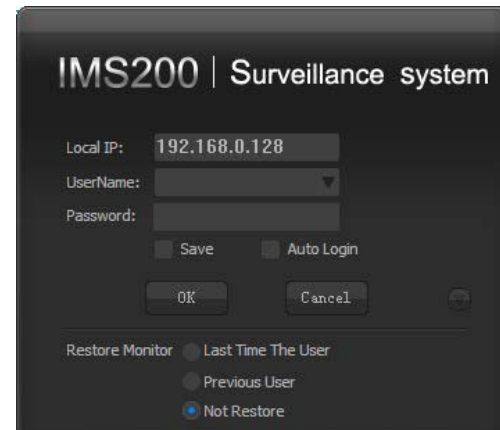 IMS200 | Surveillance system
Local IP: 192.168.0.128
UserName:
Password:
Save Auto Login
OK Cancel
Restore Monitor Last Time The User
Previous User
Not Restore